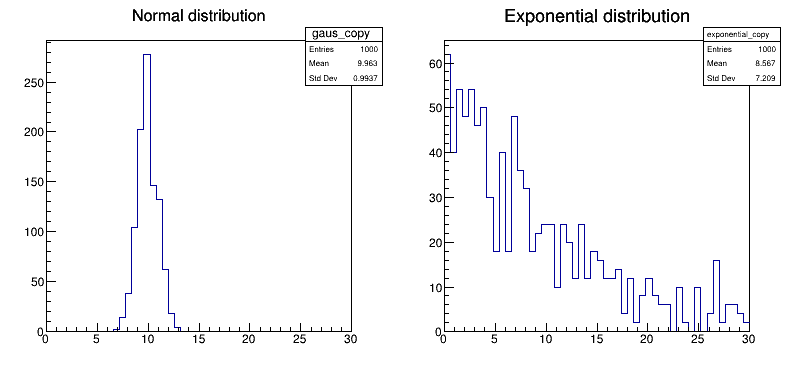 Normal distribution
gaus_copy
Entries 1000
Mean 9.963
Std Dev 0.9937
250
200
150
100
50
0
0 5 10 15 20 25 30
Exponential distribution
exponential_copy
Entries 1000
Mean 8.567
Std Dev 7.209
60
50
40
30
20
10
0
0 5 10 15 20 25 30